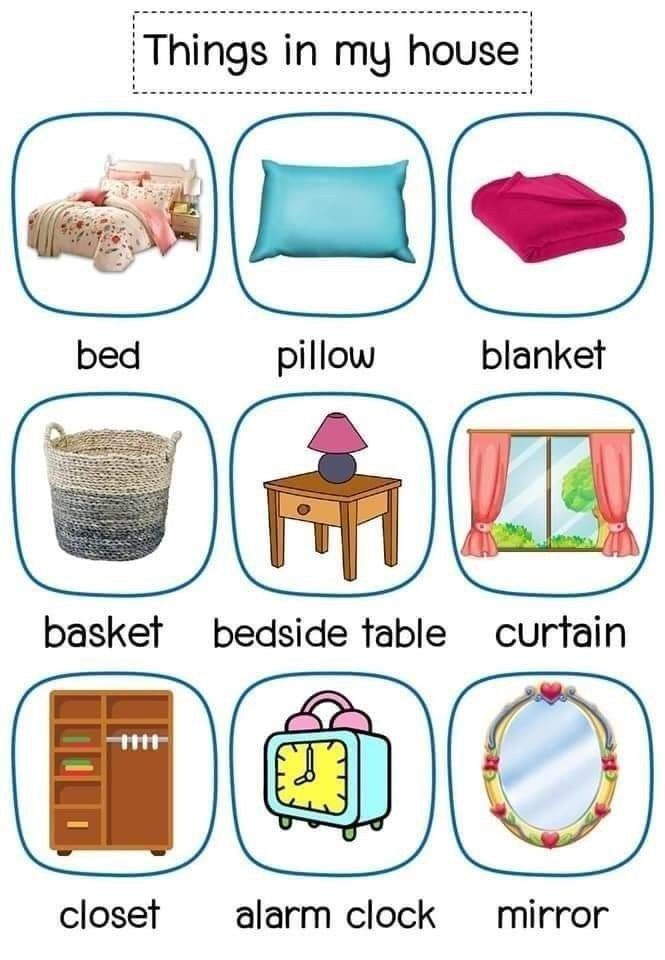 Things in my house
bed pillow blanket
basket bedside table curtain
closet alarm clock mirror